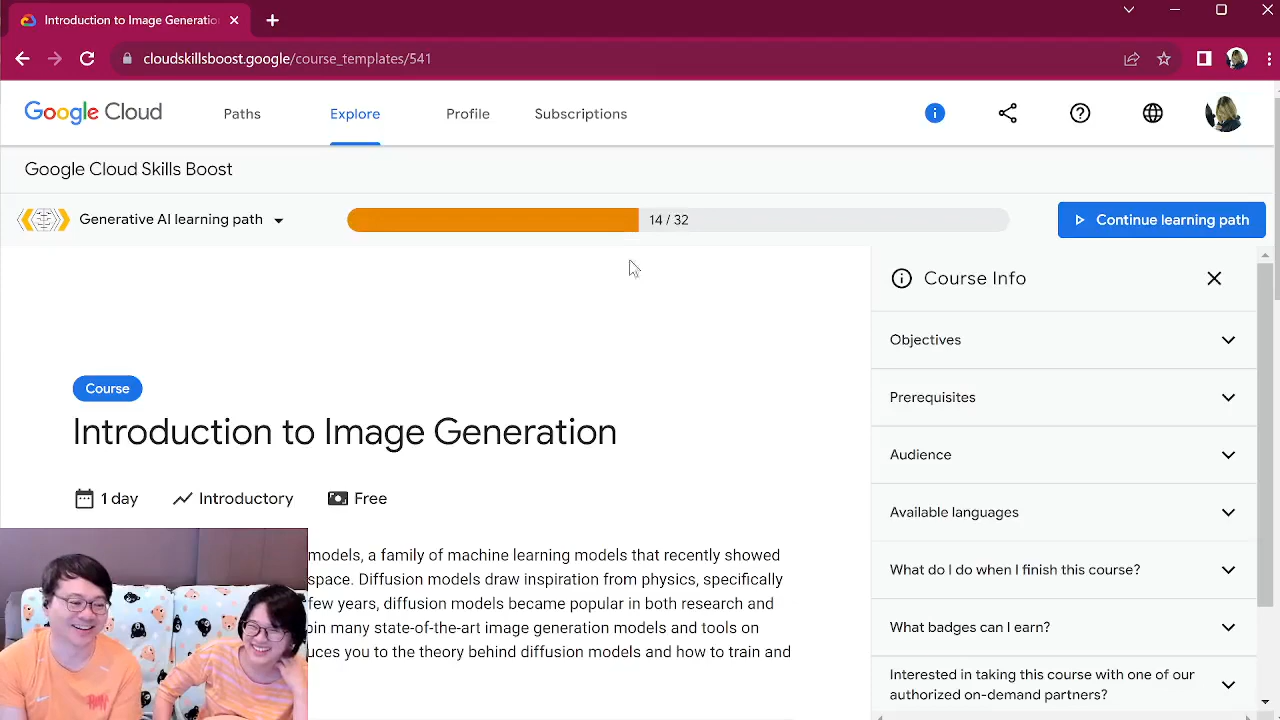 Introduction to Image Generation
cloudskillsboost.google/course_templates/541
Google Cloud
Paths
Explore
Profile
Subscriptions
Google Cloud Skills Boost
Generative AI learning path
14 / 32
Continue learning path
Course Info
Objectives
Prerequisites
Audience
Available languages
What do I do when I finish this course?
What badges can I earn?
Interested in taking this course with one of our
authorized on-demand partners?
Course
Introduction to Image Generation
1 day
Introductory
Free
models, a family of machine learning models that recently showed
space. Diffusion models draw inspiration from physics, specifically
few years, diffusion models became popular in both research and
pin many state-of-the-art image generation models and tools on
uces you to the theory behind diffusion models and how to train and